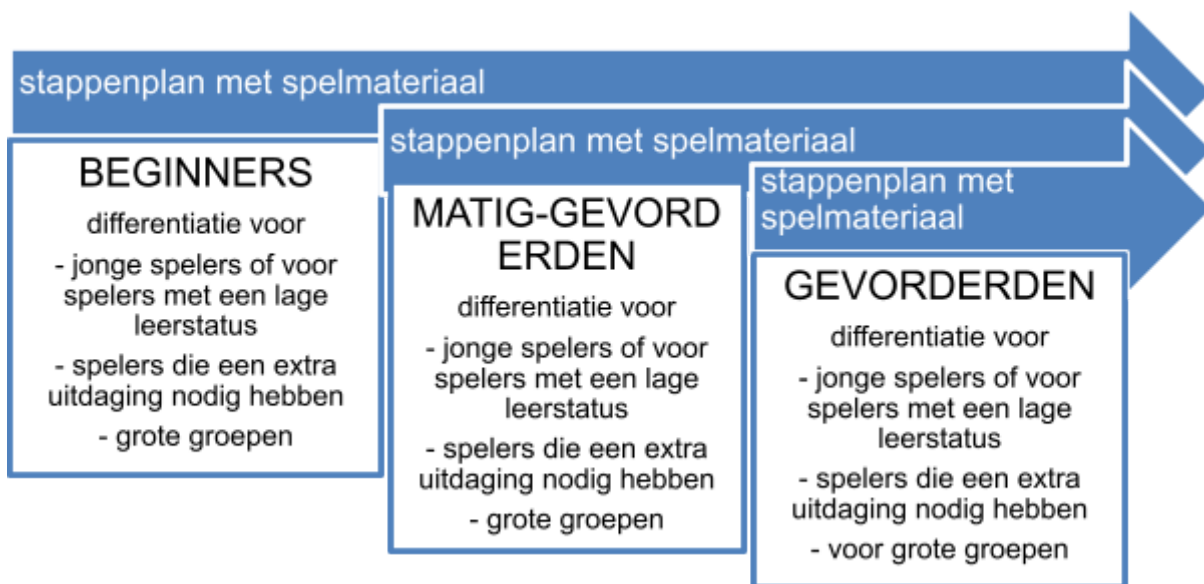 stappenplan met spelmateriaal
BEGINNERS
differentiatie voor
- jonge spelers of voor
spelers met een lage
leerstatus
- spelers die een extra
uitdaging nodig hebben
- grote groepen
stappenplan met spelmateriaal
MATIG-GEVORD
ERDEN
differentiatie voor
- jonge spelers of voor
spelers met een lage
leerstatus
- spelers die een extra
uitdaging nodig hebben
- grote groepen
stappenplan met
spelmateriaal
GEVORDERDEN
differentiatie voor
- jonge spelers of voor
spelers met een lage
leerstatus
- spelers die een extra
uitdaging nodig hebben
- voor grote groepen